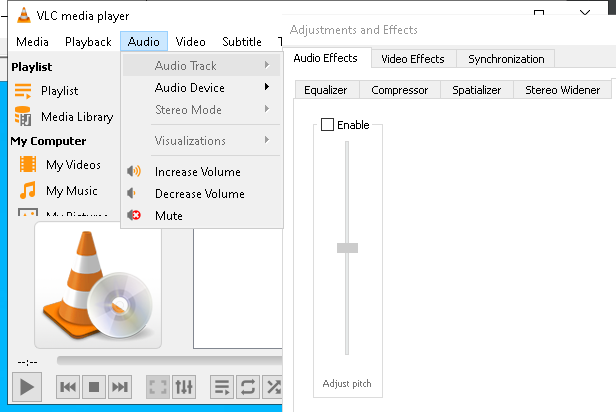 VLC media player
Media Playback Audio Video Subtitle
Playlist
Playlist
Media Library
My Computer
My Videos
My Music
My Pictures
Audio Track
Audio Device
Stereo Mode
Visualizations
Increase Volume
Decrease Volume
Mute
--:--
Adjustments and Effects
Audio Effects Video Effects Synchronization
Equalizer Compressor Spatializer Stereo Widener
Enable
Adjust pitch